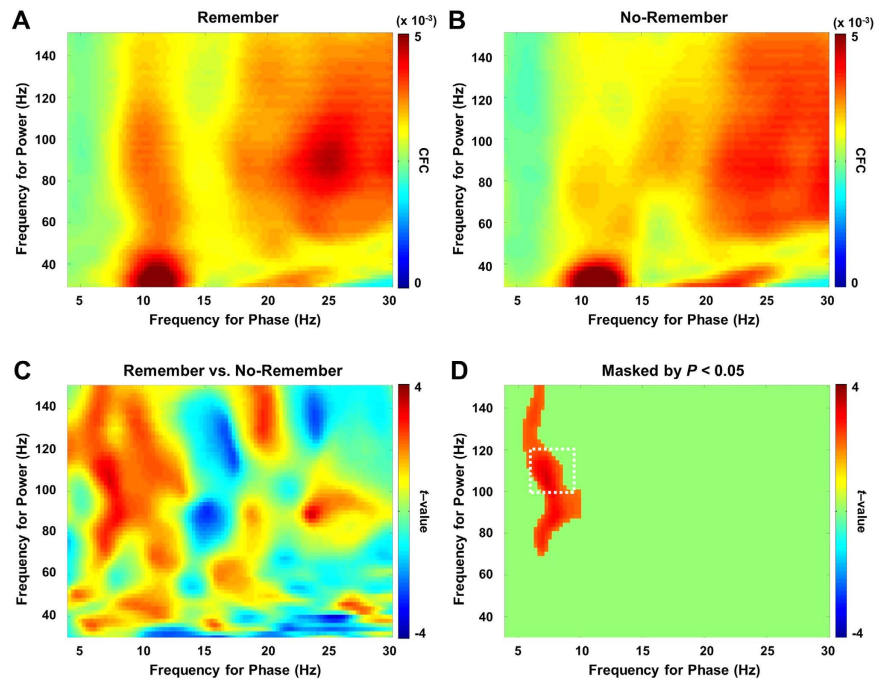 A
Remember
(x 10-3)
5
Frequency for Power (Hz)
140
120
100
80
60
40
CFC
0
5 10 15 20 25 30
Frequency for Phase (Hz)
B
No-Remember
(x 10-3)
5
Frequency for Power (Hz)
140
120
100
80
60
40
CFC
0
5 10 15 20 25 30
Frequency for Phase (Hz)
C
Remember vs. No-Remember
4
Frequency for Power (Hz)
140
120
100
80
60
40
t-value
-4
5 10 15 20 25 30
Frequency for Phase (Hz)
D
Masked by P < 0.05
4
Frequency for Power (Hz)
140
120
100
80
60
40
t-value
-4
5 10 15 20 25 30
Frequency for Phase (Hz)